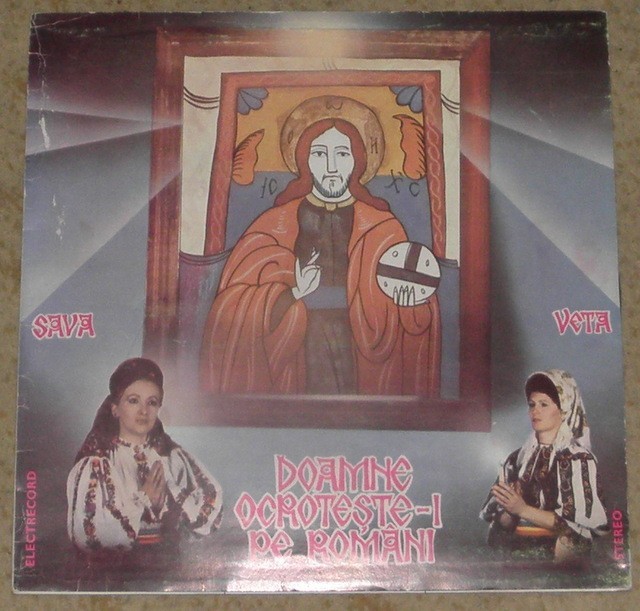 IC
XC
SAVA
VETA
DOAMNE
OCROTEȘTE-I
PE ROMÂNI
ELECTRECORD
STEREO